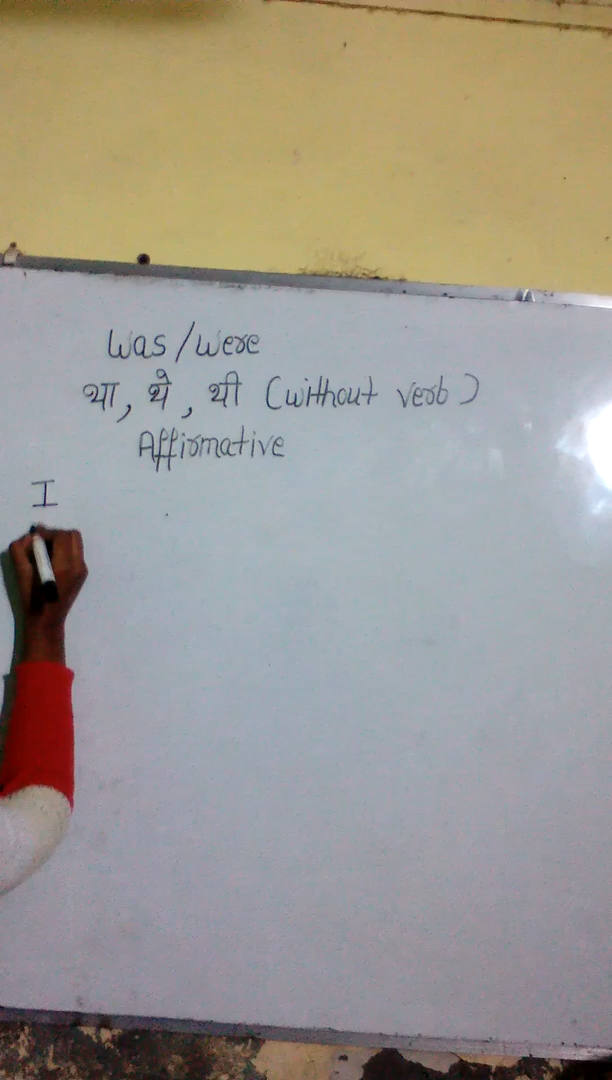 Was/Were
था, थे, थी (without verb)
Affirmative
I